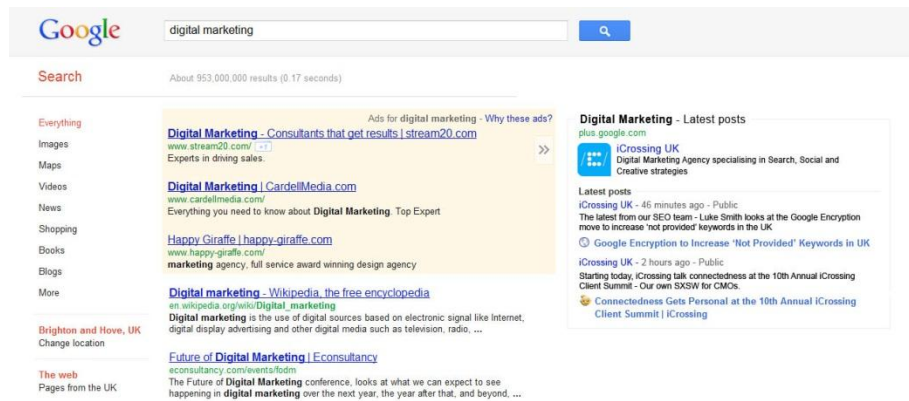 Google
digital marketing
Search
About 953,000,000 results (0.17 seconds)
Everything
Images
Maps
Videos
News
Shopping
Books
Blogs
More
Brighton and Hove, UK
Change location
The web
Pages from the UK
Ads for digital marketing - Why these ads?
Digital Marketing - Consultants that get results | stream20.com
www.stream20.com/ +1
Experts in driving sales.
Digital Marketing | CardellMedia.com
www.cardellmedia.com/
Everything you need to know about Digital Marketing. Top Expert
Happy Giraffe | happy-giraffe.com
www.happy-giraffe.com/
marketing agency, full service award winning design agency
Digital marketing - Wikipedia, the free encyclopedia
en.wikipedia.org/wiki/Digital_marketing
Digital marketing is the use of digital sources based on electronic signal like Internet,
digital display advertising and other digital media such as television, radio, ...
Future of Digital Marketing | Econsultancy
econsultancy.com/events/fodm
The Future of Digital Marketing conference, looks at what we can expect to see
happening in digital marketing over the next year, the year after that, and beyond, ...
Digital Marketing - Latest posts
plus.google.com
iCrossing UK
Digital Marketing Agency specialising in Search, Social and
Creative strategies
Latest posts
iCrossing UK - 46 minutes ago - Public
The latest from our SEO team - Luke Smith looks at the Google Encryption
move to increase 'not provided' keywords in the UK
Google Encryption to Increase 'Not Provided' Keywords in UK
iCrossing UK - 2 hours ago - Public
Starting today, iCrossing talk connectedness at the 10th Annual iCrossing
Client Summit - Our own SXSW for CMOs.
Connectedness Gets Personal at the 10th Annual iCrossing
Client Summit | iCrossing